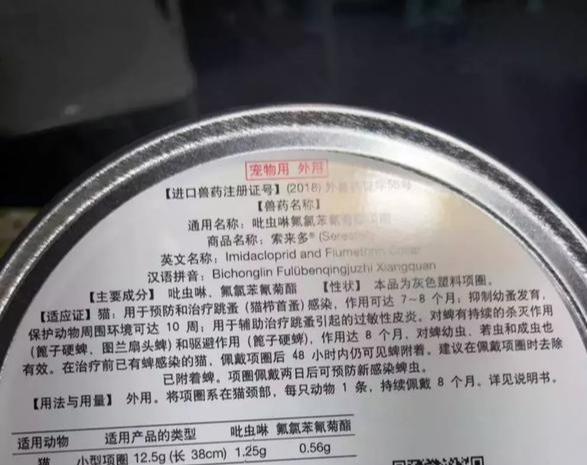 宠物用 外用
【进口兽药注册证号】(2018) 外兽药证字56号
【兽药名称】
通用名称：吡虫啉氟氯苯氰菊酯项圈
商品名称：索来多® (Seresto
英文名称：Imidacloprid and Flumethrin Collar
汉语拼音：Bichonglin Fulübenqingjuzhi Xiangquan
【主要成分】 吡虫啉、氟氯苯氰菊酯 【性状】 本品为灰色塑料项圈。
【适应证】猫：用于预防和治疗跳蚤 (猫栉首蚤) 感染，作用可达 7~8 个月；抑制幼蚤发育，
保护动物周围环境可达 10 周；用于辅助治疗跳蚤引起的过敏性皮炎。对蜱有持续的杀灭作用
(篦子硬蜱、图兰扇头蜱) 和驱避作用 (篦子硬蜱)，作用达 8 个月，对蜱幼虫、若虫和成虫也
有效。在治疗前已有蜱感染的猫，佩戴项圈后 48 小时内仍可见蜱附着。建议在佩戴项圈时去除
已附着蜱。项圈佩戴两日后可预防新感染蜱虫。
【用法与用量】 外用。将项圈系在猫颈部，每只动物 1 条，持续佩戴 8 个月。详见说明书。
适用动物 适用产品的类型 吡虫啉 氟氯苯氰菊酯
猫 小型项圈 12.5g (长 38cm) 1.25g 0.56g